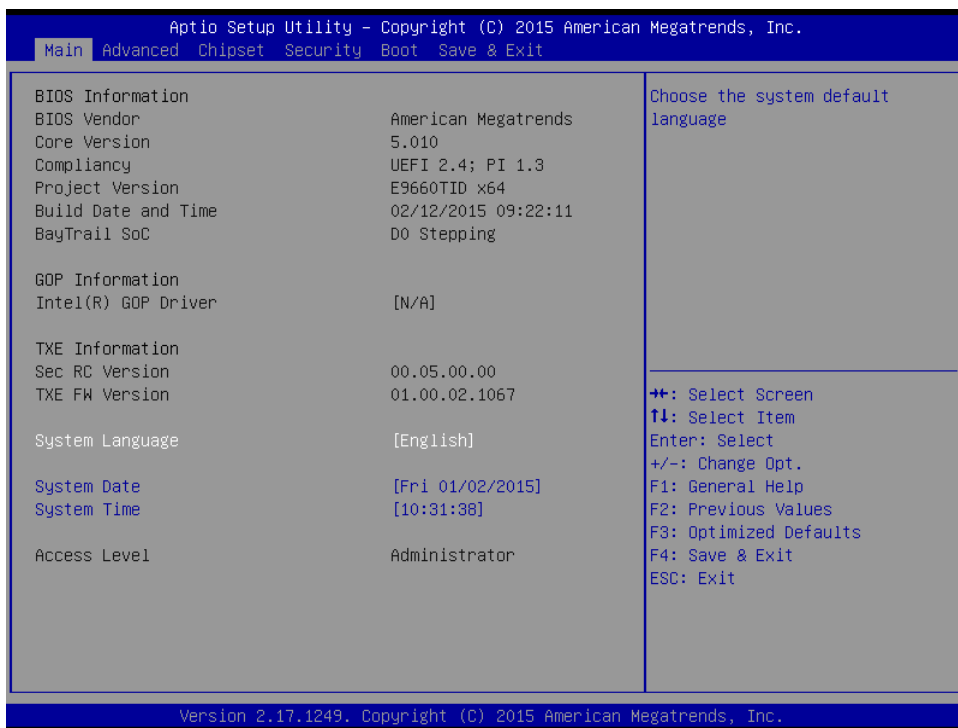 Aptio Setup Utility – Copyright (C) 2015 American Megatrends, Inc.
Main Advanced Chipset Security Boot Save & Exit
BIOS Information
BIOS Vendor American Megatrends
Core Version 5.010
Compliancy UEFI 2.4; PI 1.3
Project Version E9660TID x64
Build Date and Time 02/12/2015 09:22:11
BayTrail SoC D0 Stepping
GOP Information
Intel(R) GOP Driver [N/A]
TXE Information
Sec RC Version 00.05.00.00
TXE FW Version 01.00.02.1067
System Language [English]
System Date [Fri 01/02/2015]
System Time [10:31:38]
Access Level Administrator
Choose the system default
language
→←: Select Screen
↑↓: Select Item
Enter: Select
+/-: Change Opt.
F1: General Help
F2: Previous Values
F3: Optimized Defaults
F4: Save & Exit
ESC: Exit
Version 2.17.1249. Copyright (C) 2015 American Megatrends, Inc.